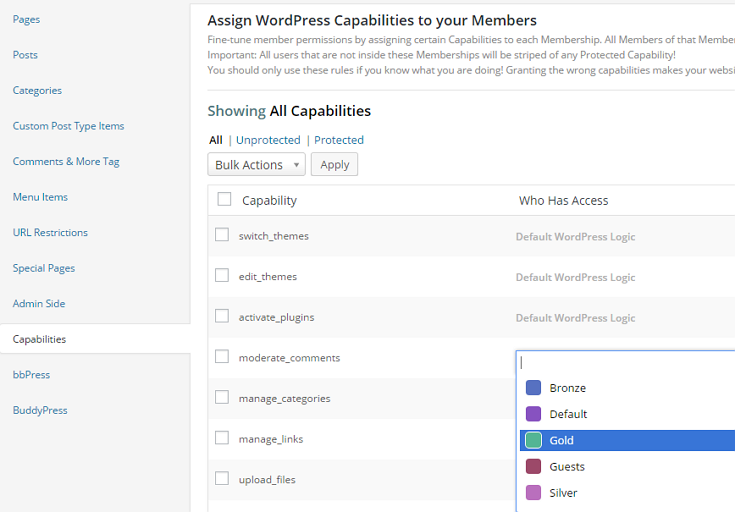 Pages
Posts
Categories
Custom Post Type Items
Comments & More Tag
Menu Items
URL Restrictions
Special Pages
Admin Side
Capabilities
bbPress
BuddyPress
Assign WordPress Capabilities to your Members
Fine-tune member permissions by assigning certain Capabilities to each Membership. All Members of that Member
Important: All users that are not inside these Memberships will be striped of any Protected Capability!
You should only use these rules if you know what you are doing! Granting the wrong capabilities makes your websi
Showing All Capabilities
All | Unprotected | Protected
Bulk Actions Apply
Capability Who Has Access
switch_themes Default WordPress Logic
edit_themes Default WordPress Logic
activate_plugins Default WordPress Logic
moderate_comments
manage_categories
manage_links
upload_files
Bronze
Default
Gold
Guests
Silver